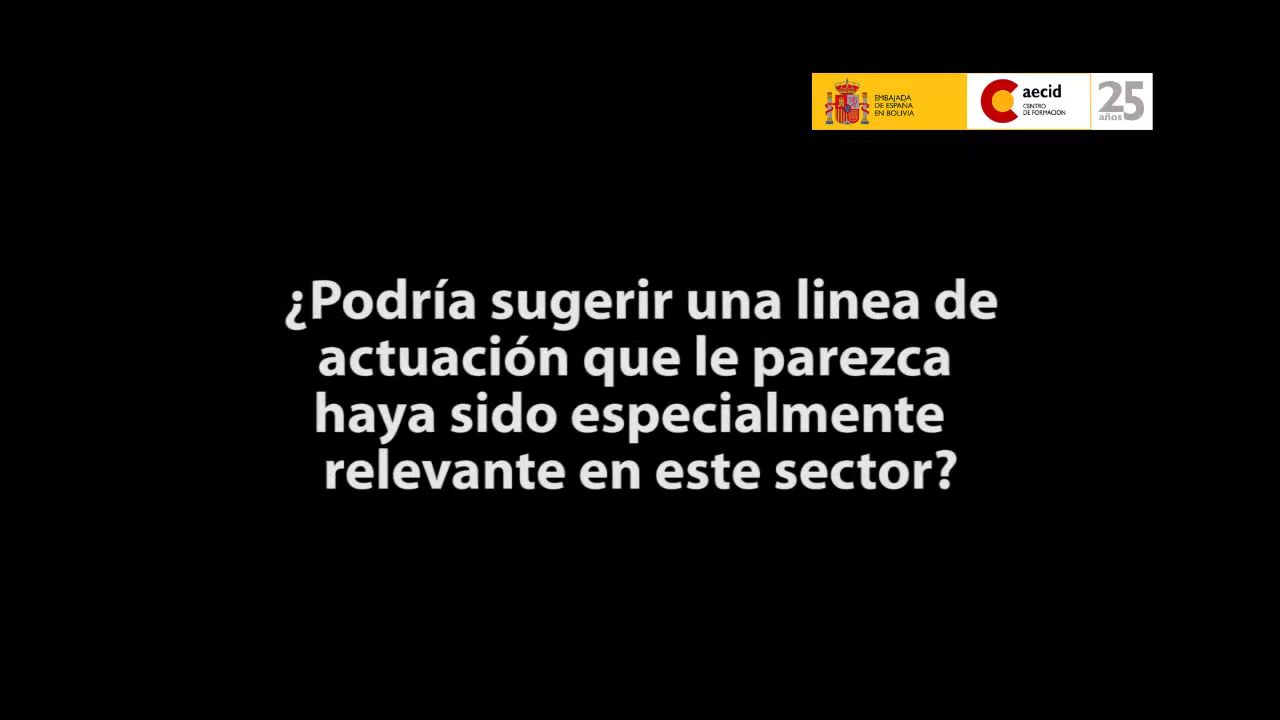 EMBAJADA
DE ESPAÑA
EN BOLIVIA
aecid
CENTRO
DE FORMACIÓN
25
años
¿Podría sugerir una linea de
actuación que le parezca
haya sido especialmente
relevante en este sector?